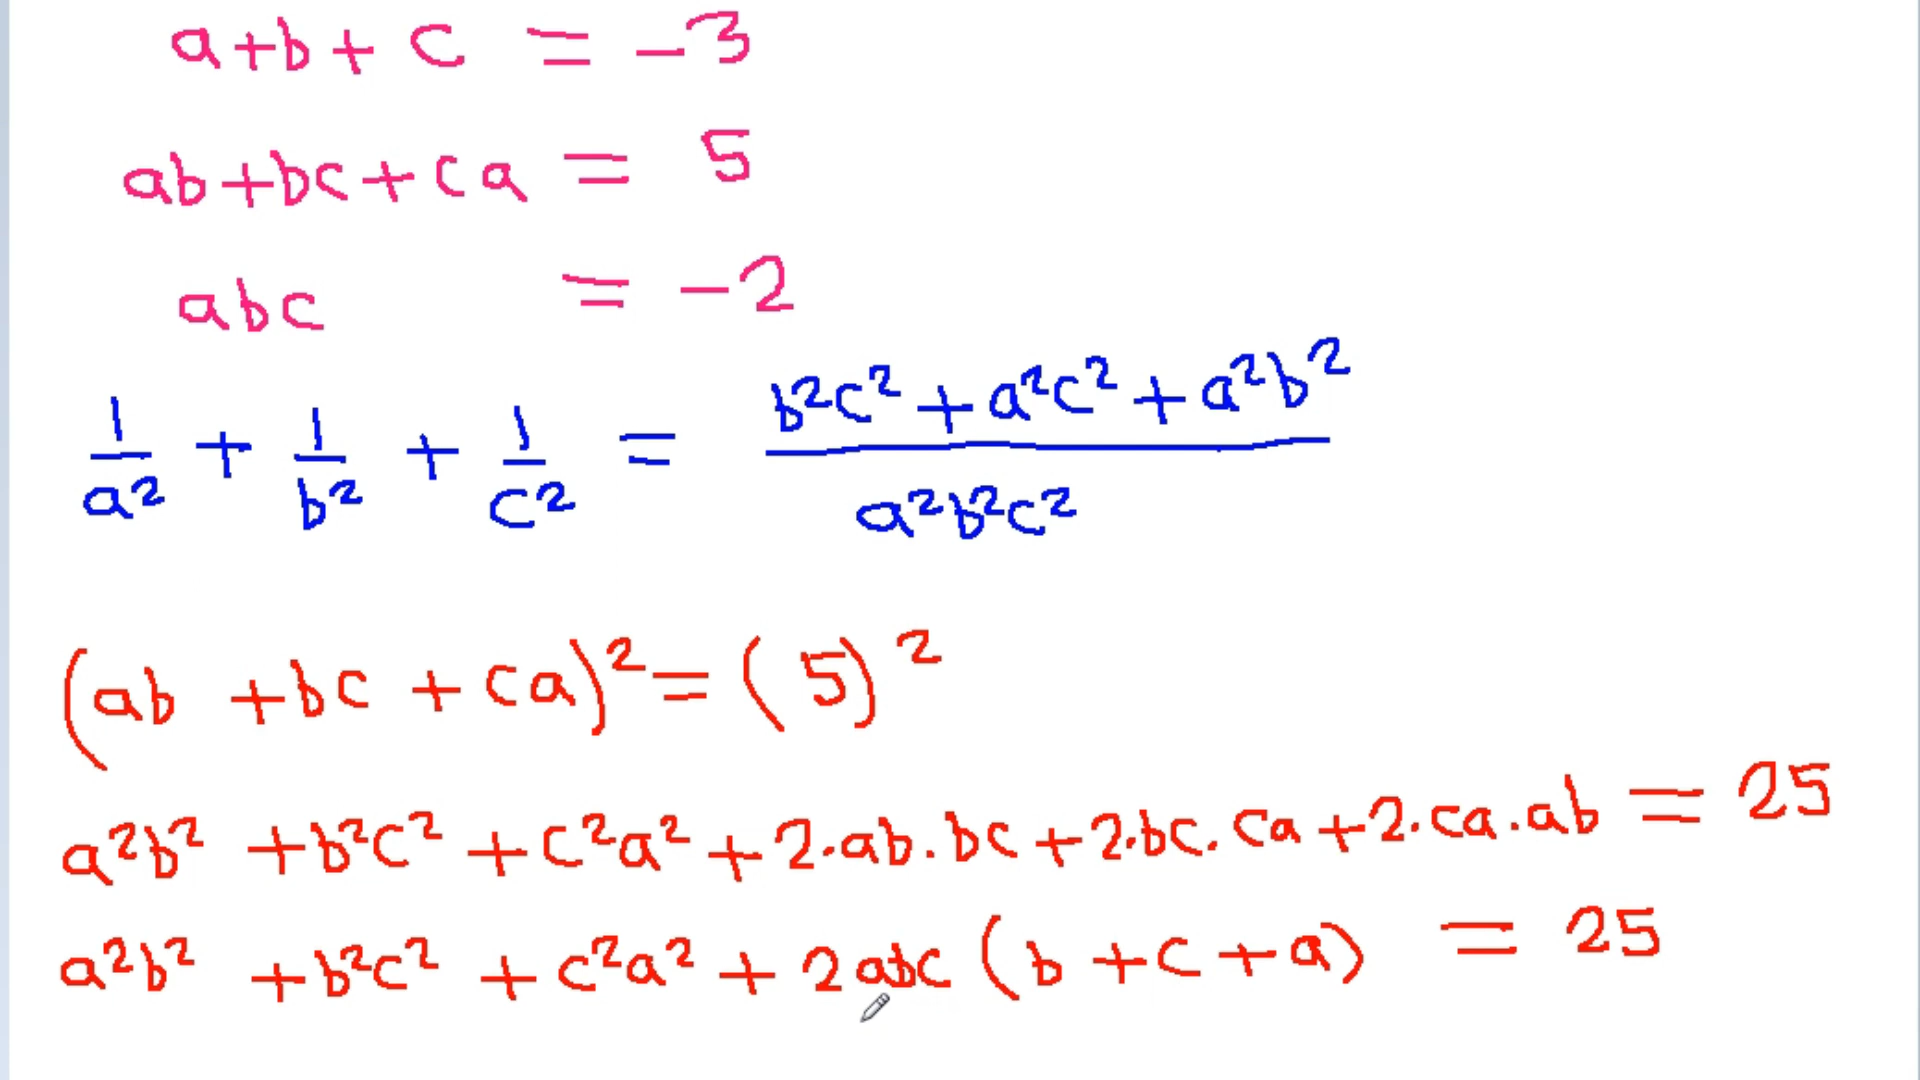 a+b+c = -3
ab+bc+ca = 5
abc = -2
1/a² + 1/b² + 1/c² = (b²c² + a²c² + a²b²)/(a²b²c²)
(ab + bc + ca)² = (5)²
a²b² + b²c² + c²a² + 2·ab·bc + 2·bc·ca + 2·ca·ab = 25
a²b² + b²c² + c²a² + 2abc (b + c + a) = 25